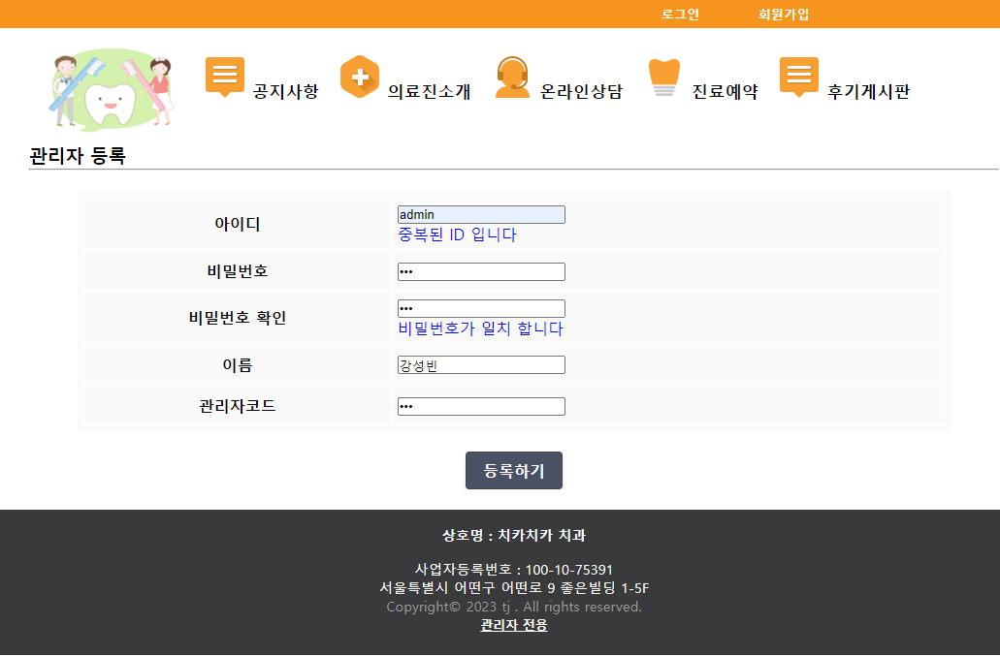 로그인 회원가입
공지사항 의료진소개 온라인상담 진료예약 후기게시판
관리자 등록
아이디 admin
중복된 ID 입니다
비밀번호 •••
비밀번호 확인 •••
비밀번호가 일치 합니다
이름 강성빈
관리자코드 •••
등록하기
상호명 : 치카치카 치과
사업자등록번호 : 100-10-75391
서울특별시 어떤구 어떤로 9 좋은빌딩 1-5F
Copyright© 2023 tj . All rights reserved.
관리자 전용